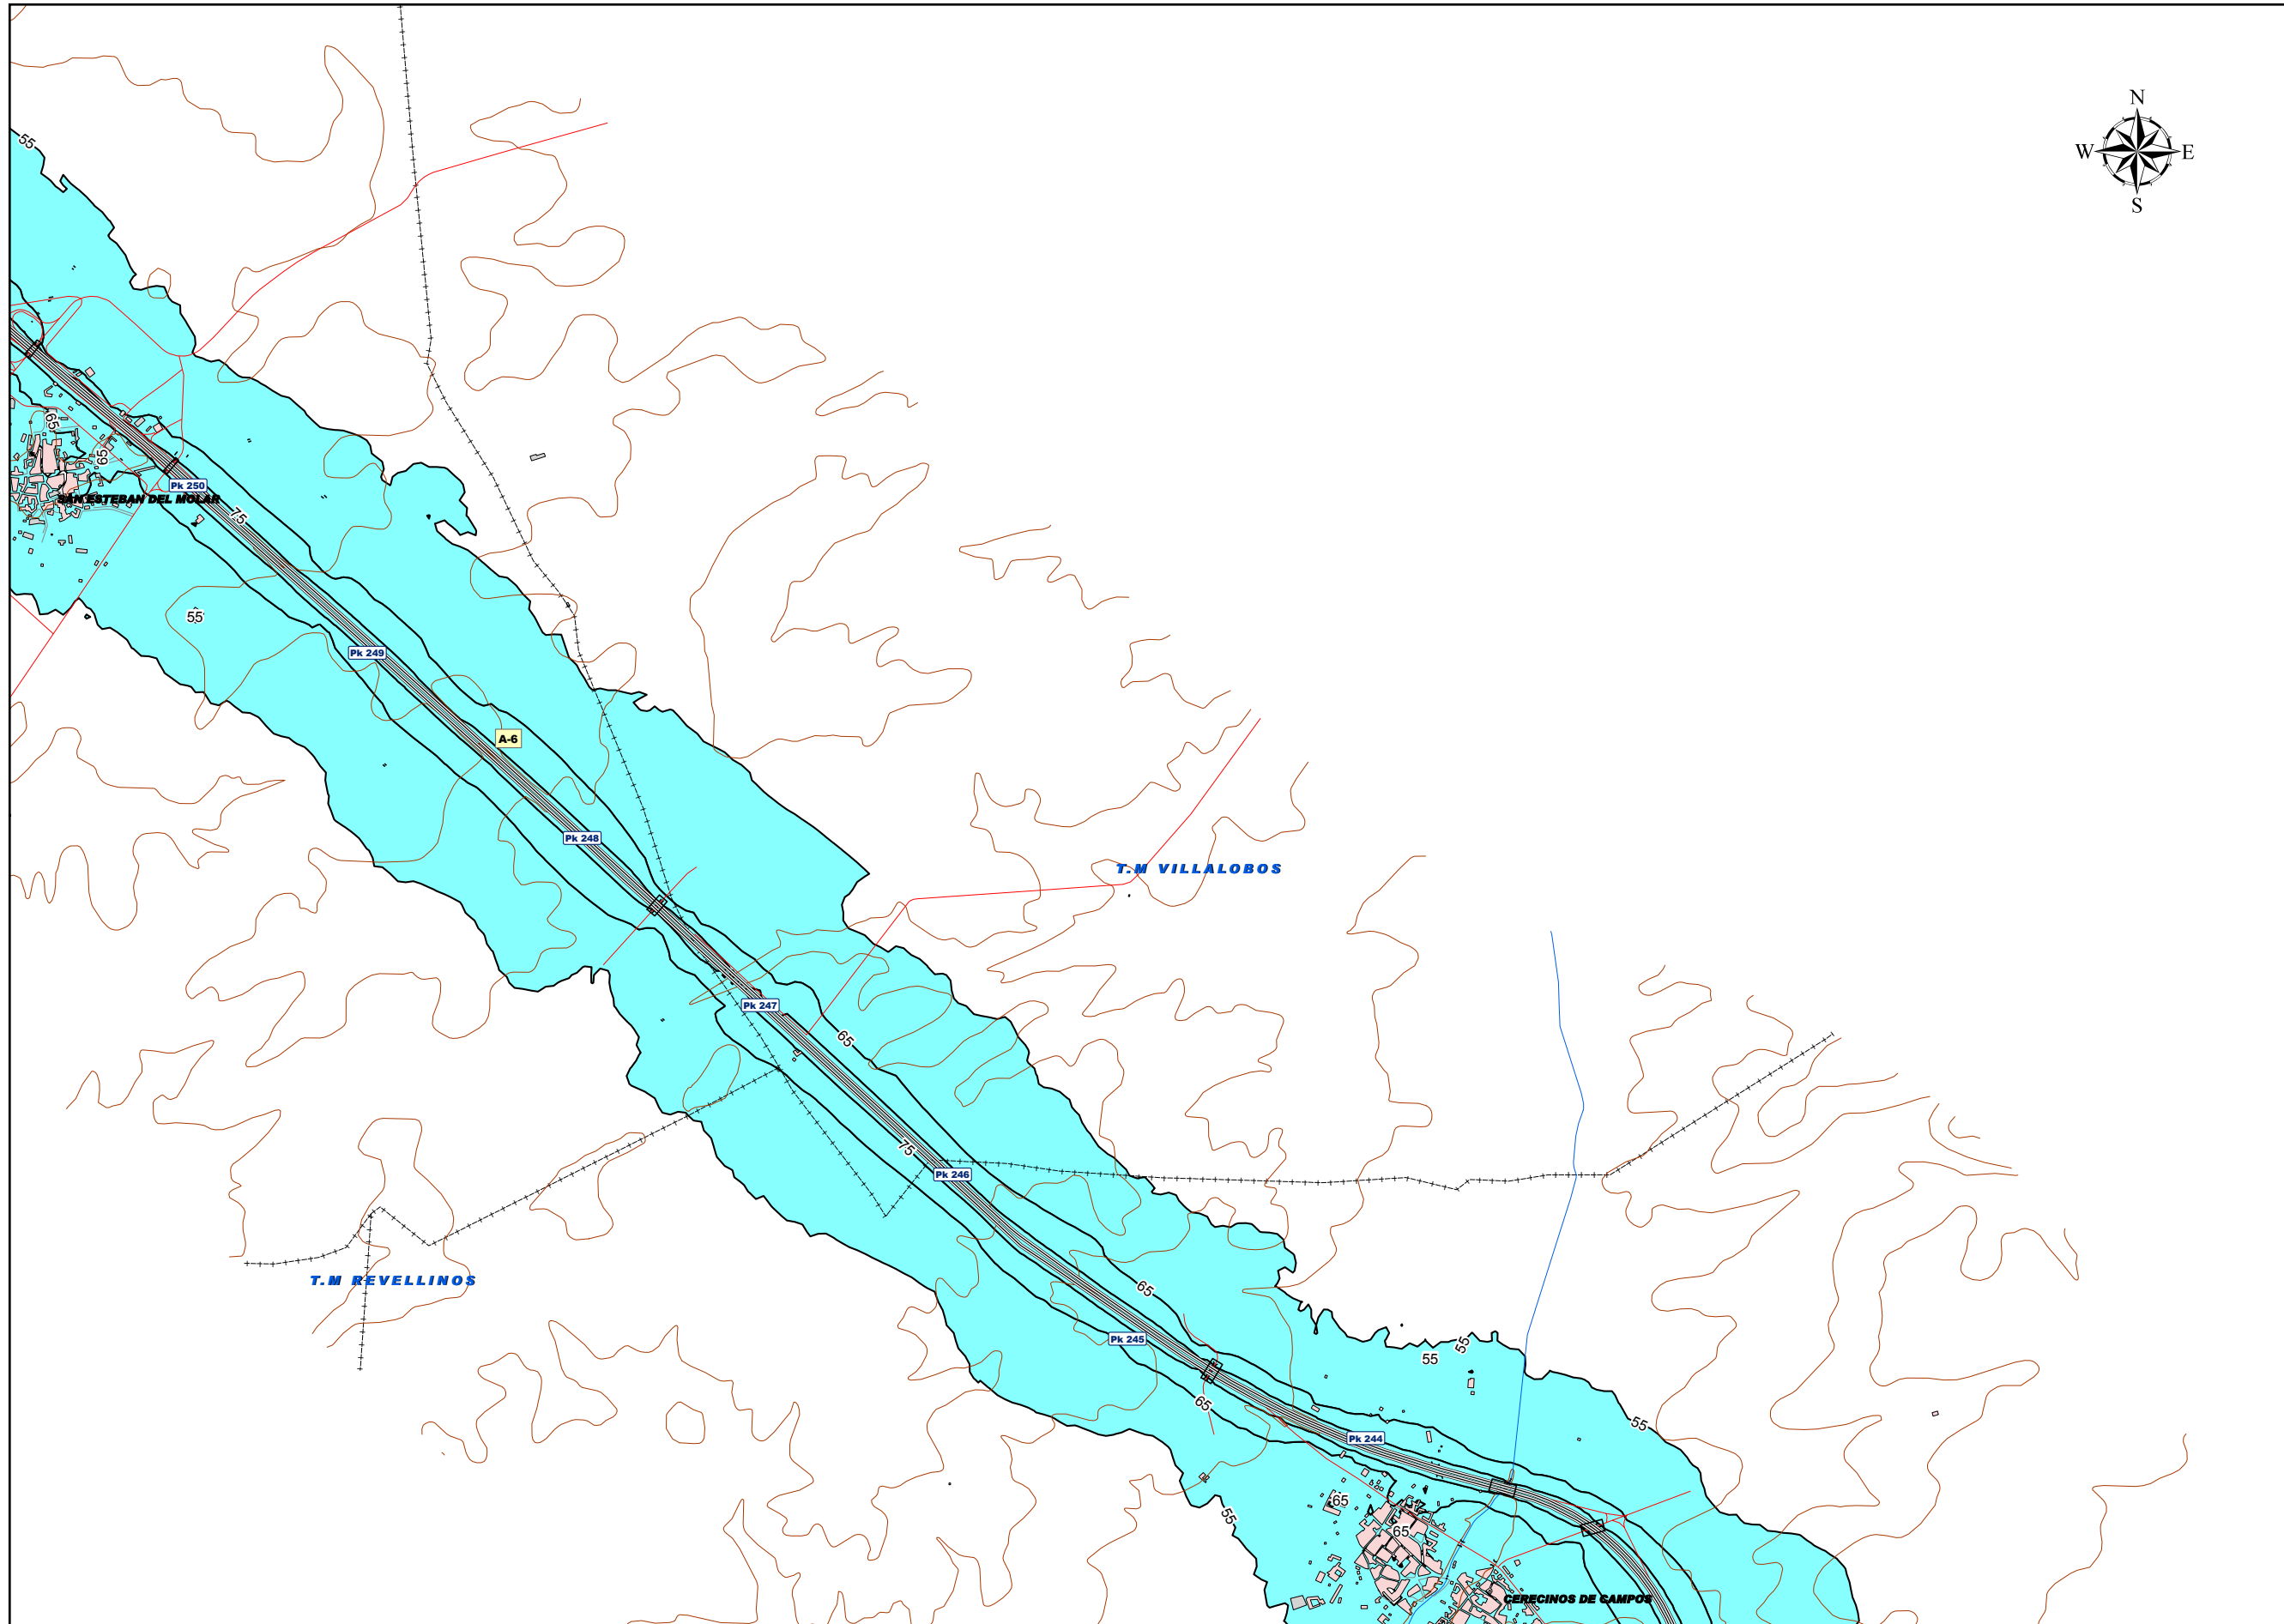 N
W E
S
55
65
65
Pk 250
SAN ESTEBAN DEL MOLAR
75
55
Pk 249
A-6
Pk 248
T.M VILLALOBOS
Pk 247
65
75
Pk 246
T.M REVELLINOS
65
Pk 245
55
55
65
55
Pk 244
65
55
65
CERECINOS DE CAMPOS